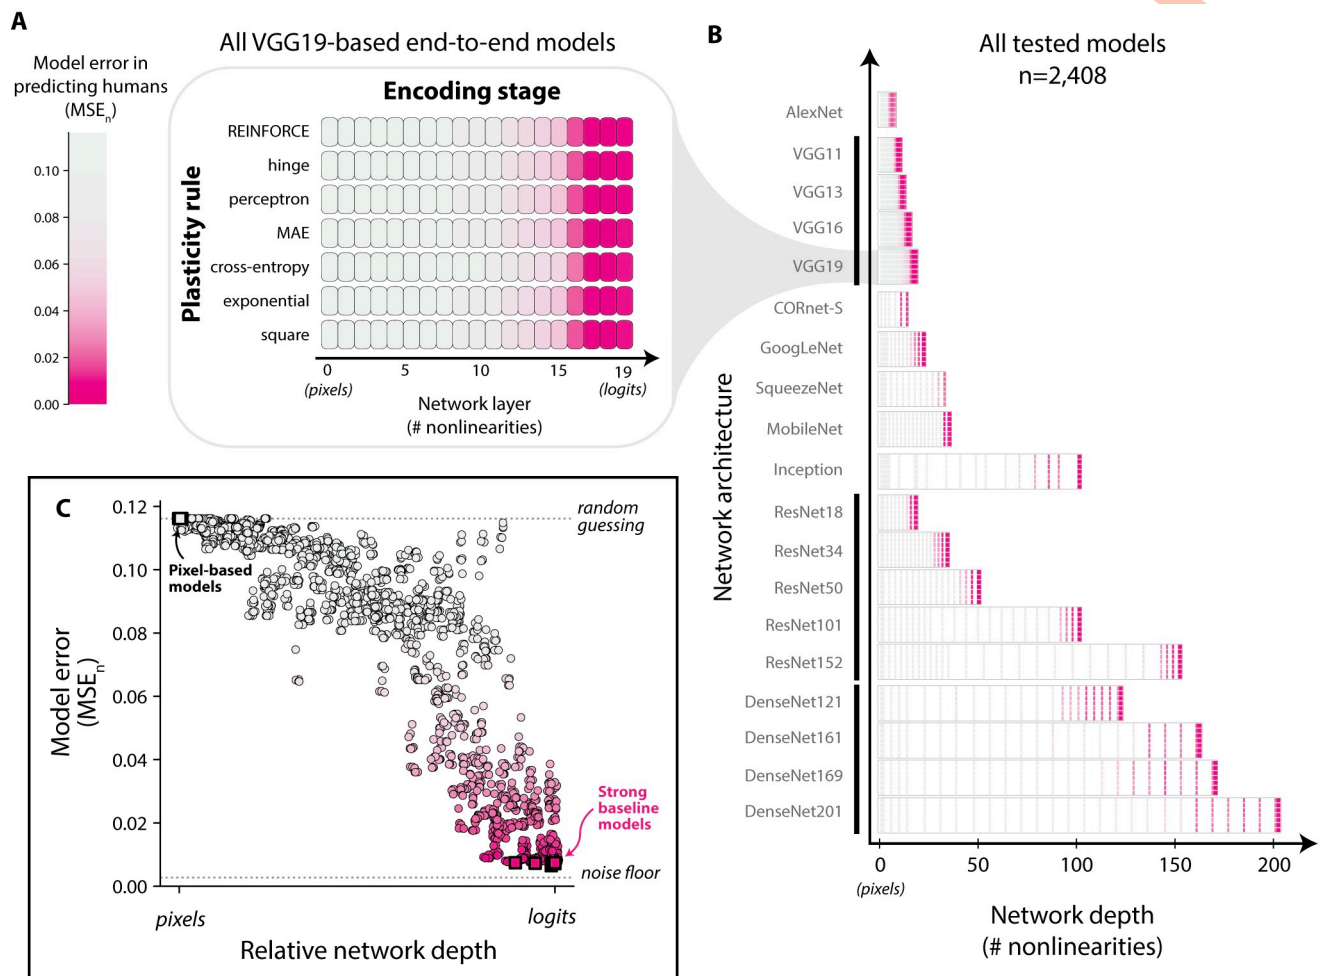 A
All VGG19-based end-to-end models
Model error in
predicting humans
(MSEn)
0.10
0.08
0.06
0.04
0.02
0.00
Encoding stage
Plasticity rule
REINFORCE
hinge
perceptron
MAE
cross-entropy
exponential
square
0
5
10
15
19
(pixels)
(logits)
Network layer
(# nonlinearities)
B
All tested models
n=2,408
Network architecture
AlexNet
VGG11
VGG13
VGG16
VGG19
CORnet-S
GoogLeNet
SqueezeNet
MobileNet
Inception
ResNet18
ResNet34
ResNet50
ResNet101
ResNet152
DenseNet121
DenseNet161
DenseNet169
DenseNet201
0
50
100
150
200
(pixels)
Network depth
(# nonlinearities)
C
Model error
(MSEn)
0.12
0.10
0.08
0.06
0.04
0.02
0.00
random
guessing
Pixel-based
models
Strong
baseline
models
noise floor
pixels
logits
Relative network depth